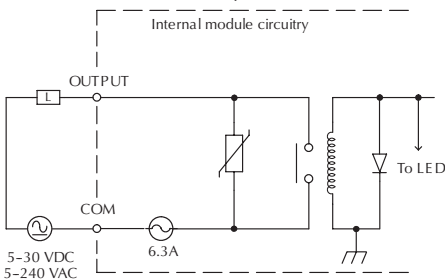 Internal module circuitry
OUTPUT
L
To LED
COM
6.3A
5-30 VDC
5-240 VAC